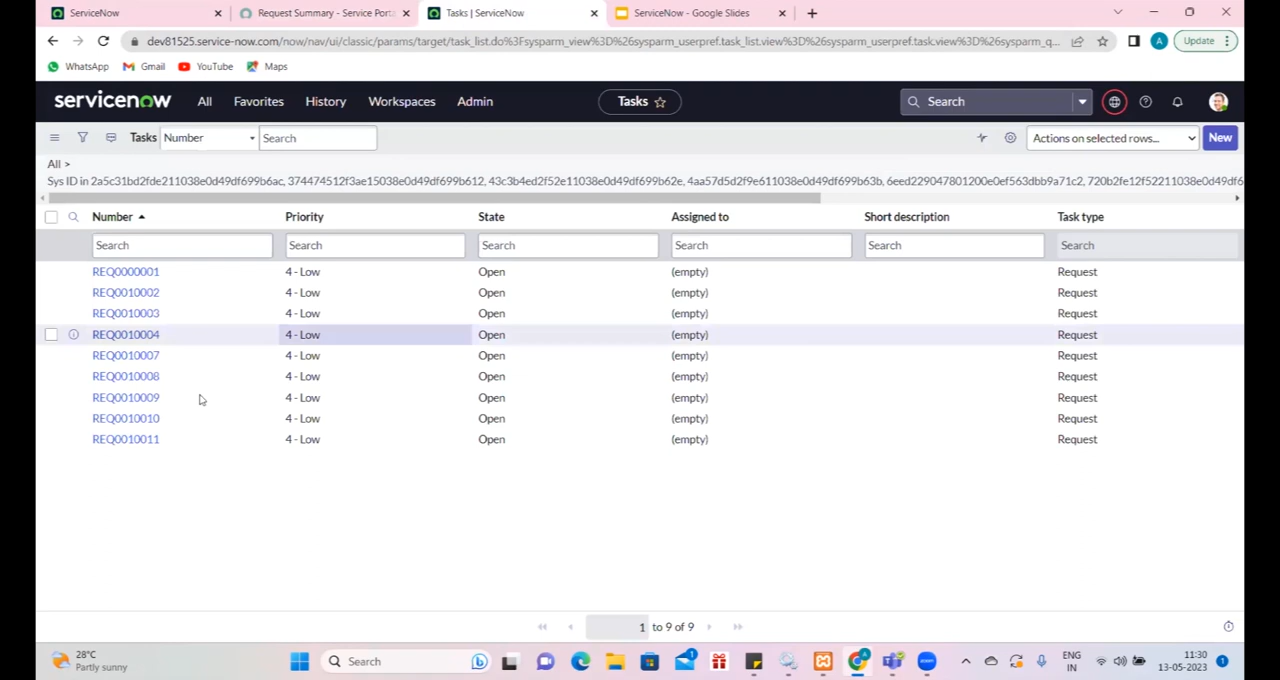 ServiceNow
Request Summary - Service Porta
Tasks | ServiceNow
ServiceNow - Google Slides
dev81525.service-now.com/now/nav/ui/classic/params/target/task_list.do%3Fsysparm_view%3D%26sysparm_userpref.task_list.view%3D%26sysparm_userpref.task.view%3D%26sysparm_q...
A
Update
WhatsApp
Gmail
YouTube
Maps
servicenow All Favorites History Workspaces Admin Tasks Search
Tasks Number Search Actions on selected rows... New
All >
Sys ID in 2a5c31bd2fde211038e0d49df699b6ac, 374474512f3ae15038e0d49df699b612, 43c3b4ed2f52e11038e0d49df699b62e, 4aa57d5d2f9e611038e0d49df699b63b, 6eed229047801200e0ef563dbb9a71c2, 720b2fe12f52211038e0d49df6
Number Priority State Assigned to Short description Task type
Search Search Search Search Search Search
REQ0000001 4 - Low Open (empty) Request
REQ0010002 4 - Low Open (empty) Request
REQ0010003 4 - Low Open (empty) Request
REQ0010004 4 - Low Open (empty) Request
REQ0010007 4 - Low Open (empty) Request
REQ0010008 4 - Low Open (empty) Request
REQ0010009 4 - Low Open (empty) Request
REQ0010010 4 - Low Open (empty) Request
REQ0010011 4 - Low Open (empty) Request
1 to 9 of 9
28°C
Partly sunny
Search
1
zoom
ENG
IN
11:30
13-05-2023
1